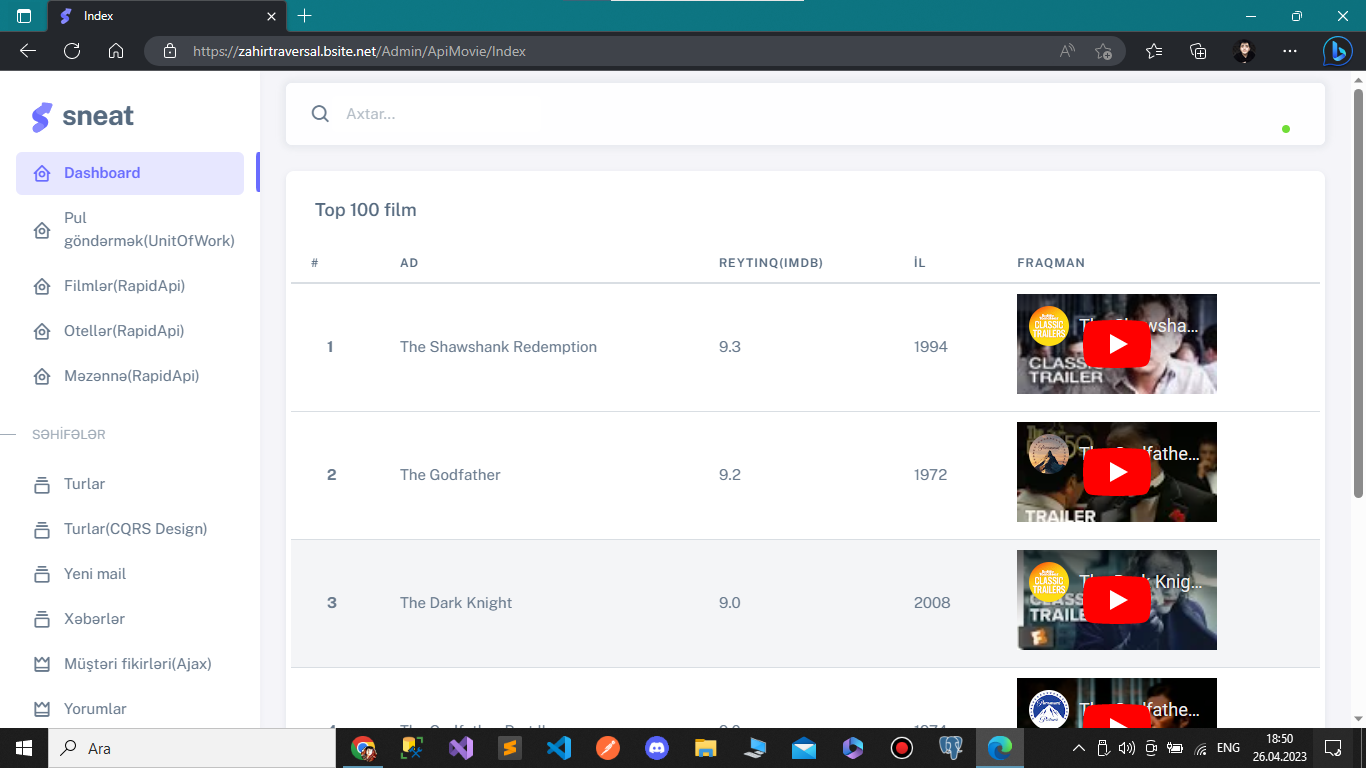 Index
https://zahirtraversal.bsite.net/Admin/ApiMovie/Index
sneat
Axtar...
Dashboard
Pul
göndərmək(UnitOfWork)
Filmlər(RapidApi)
Otellər(RapidApi)
Məzənnə(RapidApi)
SƏHİFƏLƏR
Turlar
Turlar(CQRS Design)
Yeni mail
Xəbərlər
Müştəri fikirləri(Ajax)
Yorumlar
Top 100 film
# AD REYTINQ(IMDB) İL FRAQMAN
1 The Shawshank Redemption 9.3 1994
CLASSIC
TRAILERS
The Shawsha...
CLASSIC
TRAILER
2 The Godfather 9.2 1972
The Godfathe...
TRAILER
3 The Dark Knight 9.0 2008
CLASSIC
TRAILERS
The Dark Knig...
CLASSIC
TRAILER
The Godfathe...
Ara
ENG
18:50
26.04.2023